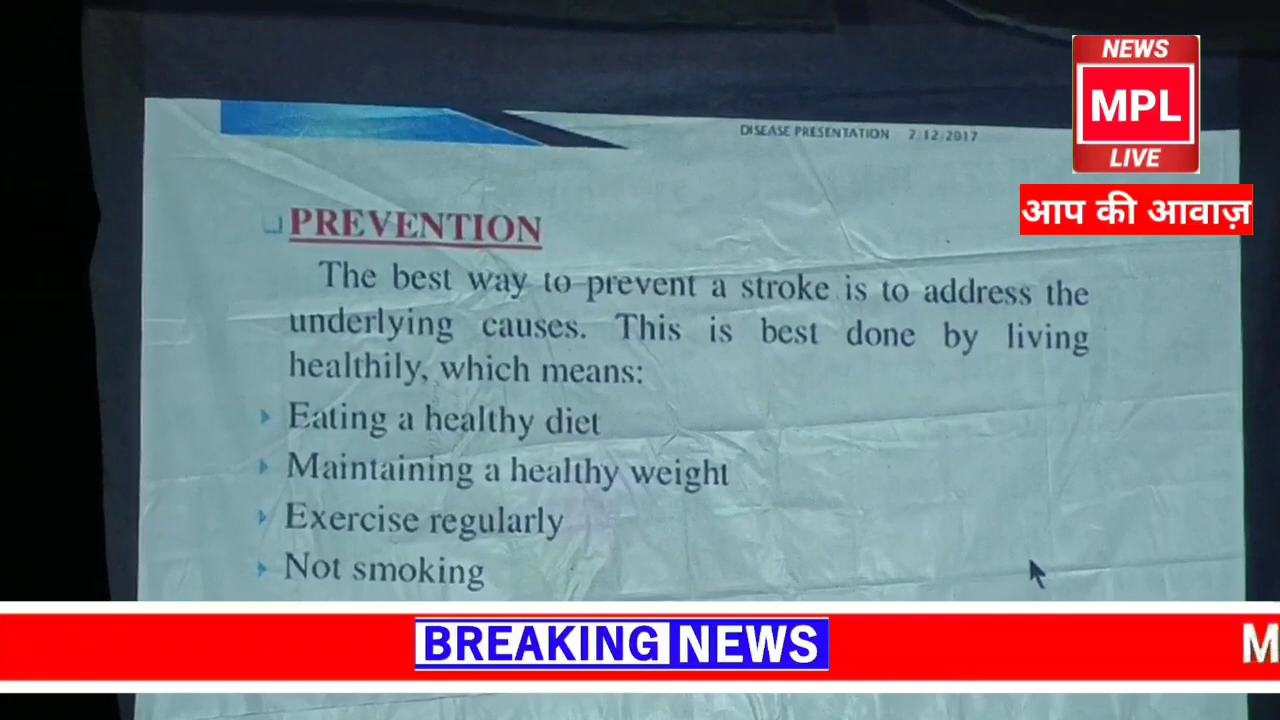 NEWS
MPL
LIVE
आप की आवाज़
DISEASE PRESENTATION 7/12/2017
PREVENTION
The best way to prevent a stroke is to address the
underlying causes. This is best done by living
healthily, which means:
Eating a healthy diet
Maintaining a healthy weight
Exercise regularly
Not smoking
BREAKING NEWS
M